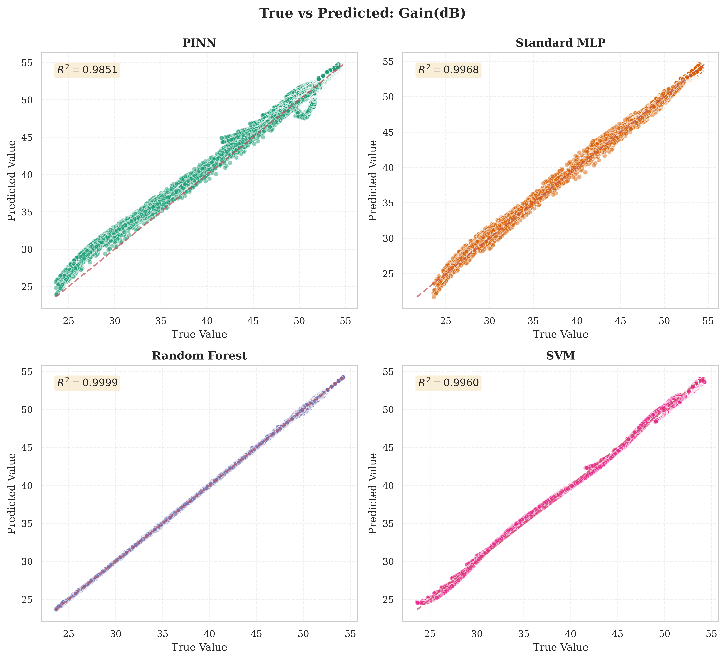 True vs Predicted: Gain(dB)
PINN
R² = 0.9851
Predicted Value
55
50
45
40
35
30
25
25 30 35 40 45 50 55
True Value
Standard MLP
R² = 0.9968
Predicted Value
55
50
45
40
35
30
25
25 30 35 40 45 50 55
True Value
Random Forest
R² = 0.9999
Predicted Value
55
50
45
40
35
30
25
25 30 35 40 45 50 55
True Value
SVM
R² = 0.9960
Predicted Value
55
50
45
40
35
30
25
25 30 35 40 45 50 55
True Value